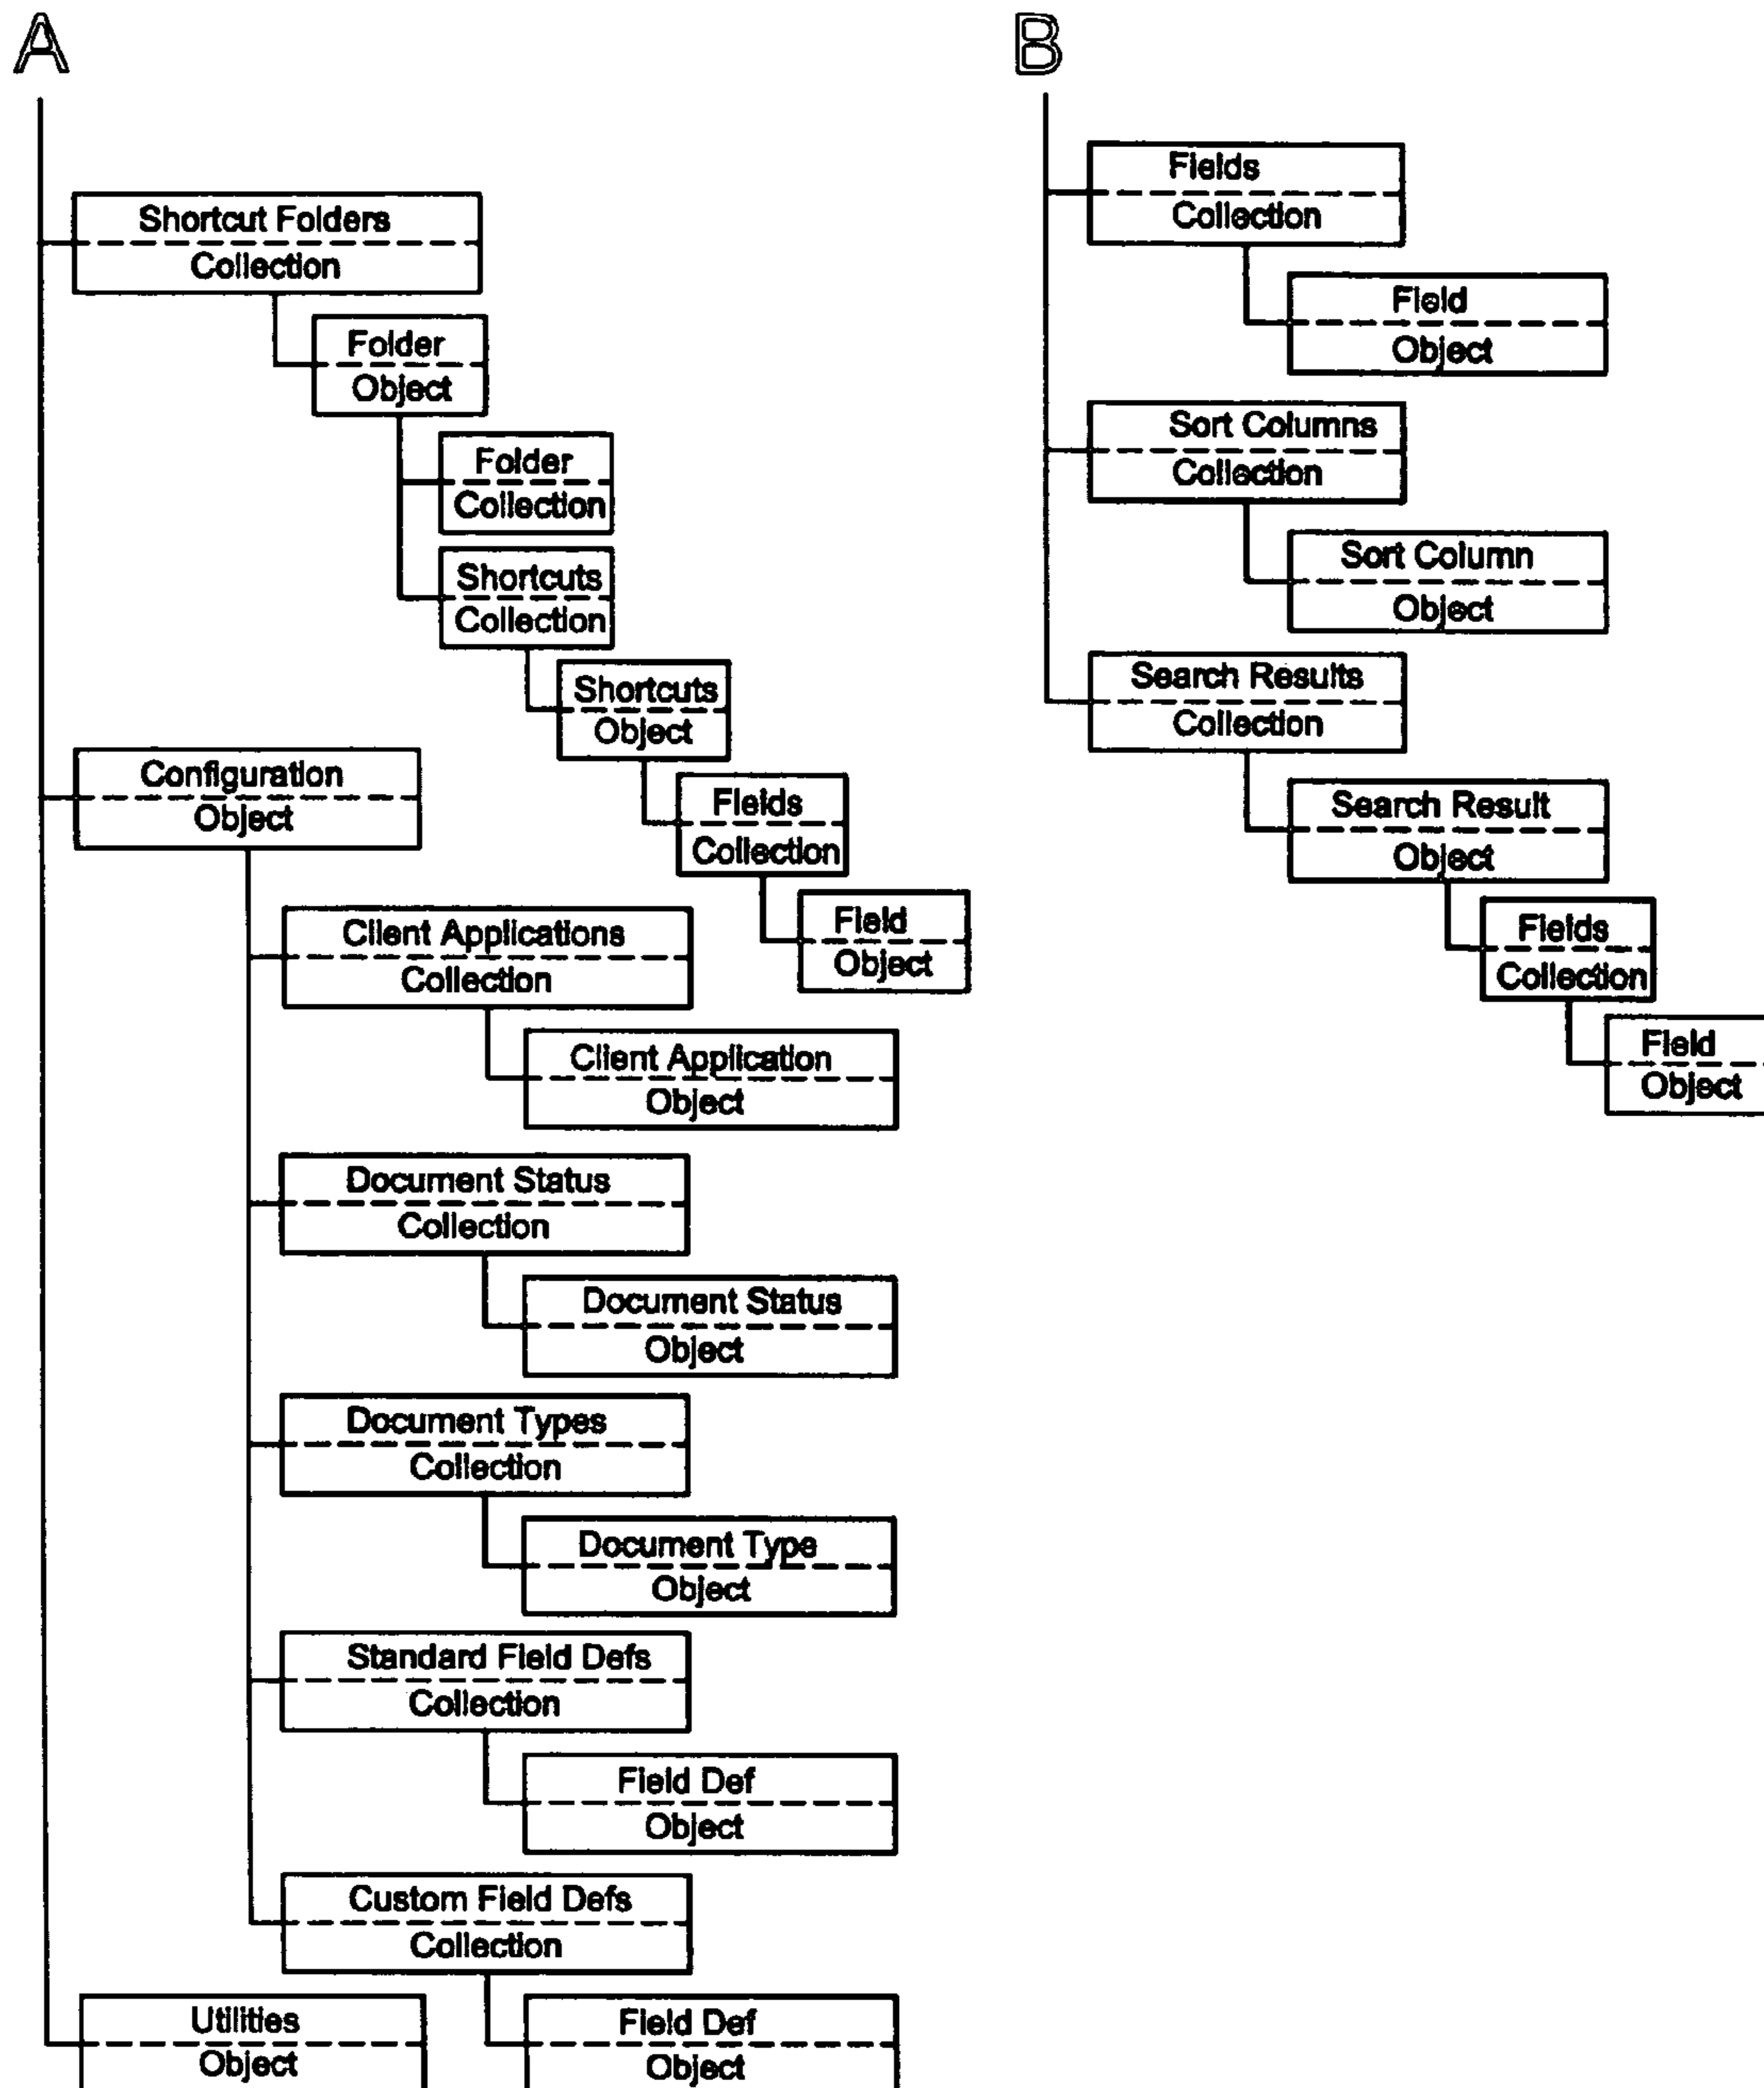 A
Shortcut Folders
Collection
Folder
Object
Folder
Collection
Shortcuts
Collection
Shortcuts
Object
Fields
Collection
Field
Object
Configuration
Object
Client Applications
Collection
Client Application
Object
Document Status
Collection
Document Status
Object
Document Types
Collection
Document Type
Object
Standard Field Defs
Collection
Field Def
Object
Custom Field Defs
Collection
Field Def
Object
Utilities
Object
B
Fields
Collection
Field
Object
Sort Columns
Collection
Sort Column
Object
Search Results
Collection
Search Result
Object
Fields
Collection
Field
Object